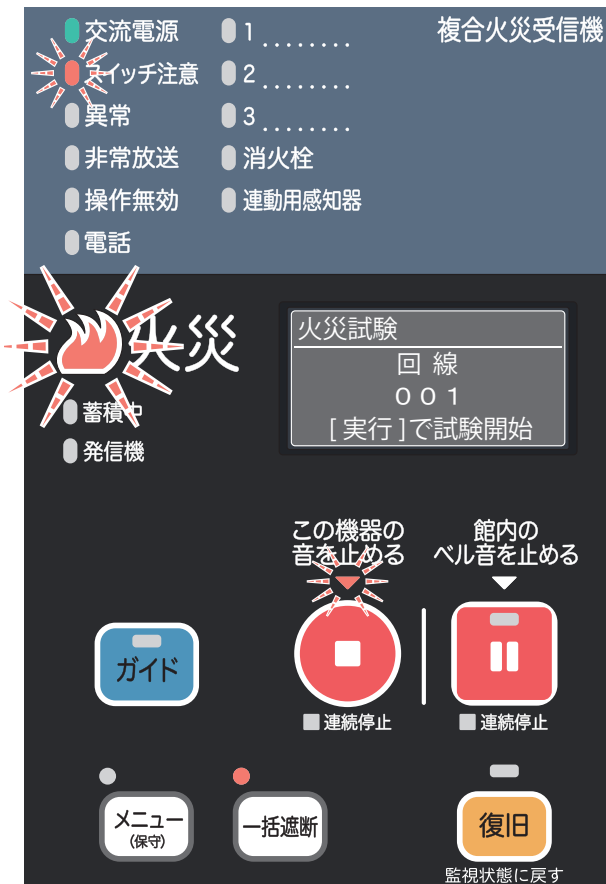 複合火災受信機
交流電源
スイッチ注意
異常
非常放送
操作無効
電話
1 ........
2 ........
3 ........
消火栓
連動用感知器
火災
蓄積中
発信機
火災試験
回線
001
[実行]で試験開始
この機器の
音を止める
館内の
ベル音を止める
ガイド
連続停止
連続停止
メニュー
(保守)
一括遮断
復旧
監視状態に戻す